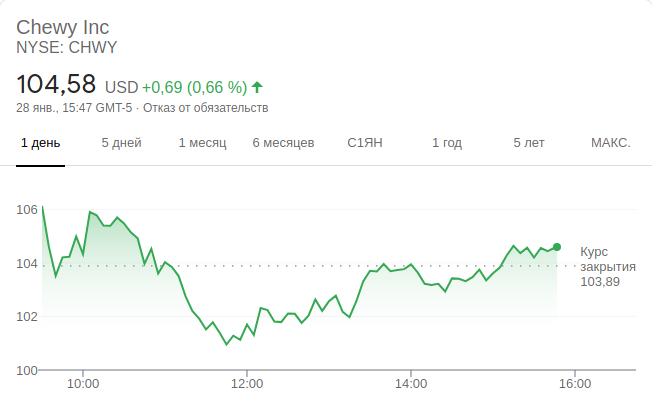 Chewy Inc
NYSE: CHWY
104,58 USD +0,69 (0,66 %)
28 янв., 15:47 GMT-5 · Отказ от обязательств
1 день 5 дней 1 месяц 6 месяцев С1ЯН 1 год 5 лет МАКС.
106
Курс
104 закрытия
103,89
102
100
10:00 12:00 14:00 16:00